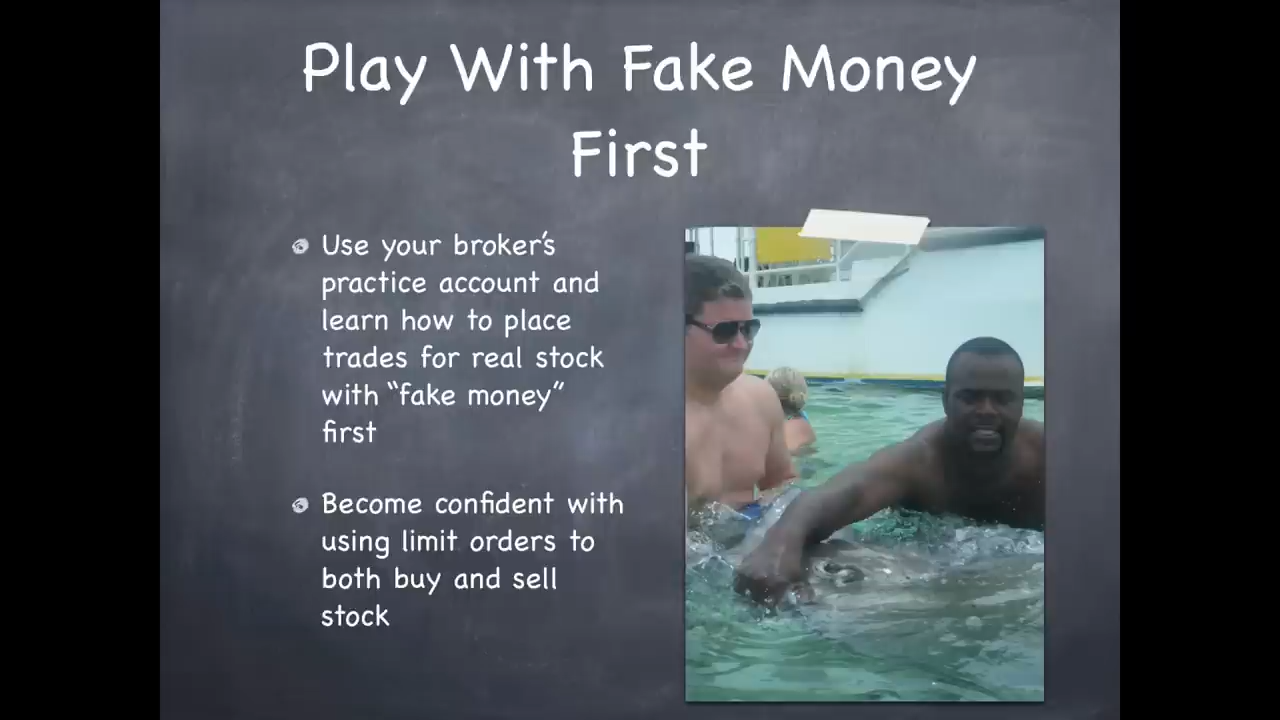 Play With Fake Money
First
Use your broker's
practice account and
learn how to place
trades for real stock
with “fake money”
first
Become confident with
using limit orders to
both buy and sell
stock